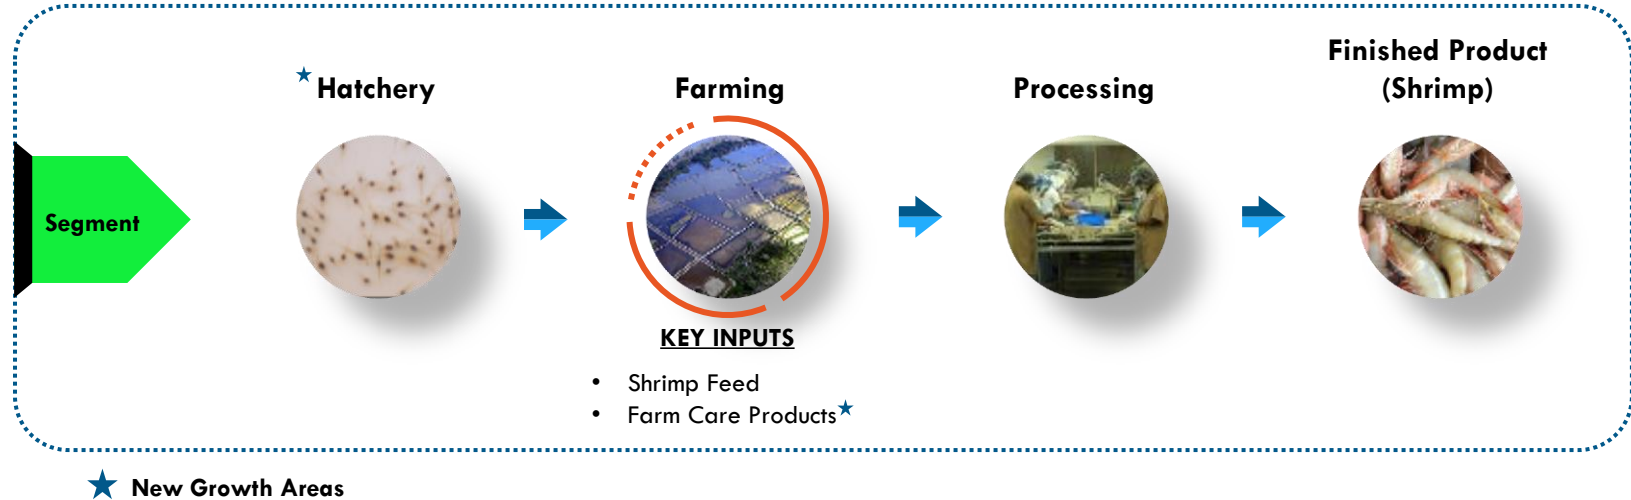 Finished Product
(Shrimp)
★ Hatchery
Farming
Processing
Segment
KEY INPUTS
• Shrimp Feed
• Farm Care Products★
★ New Growth Areas